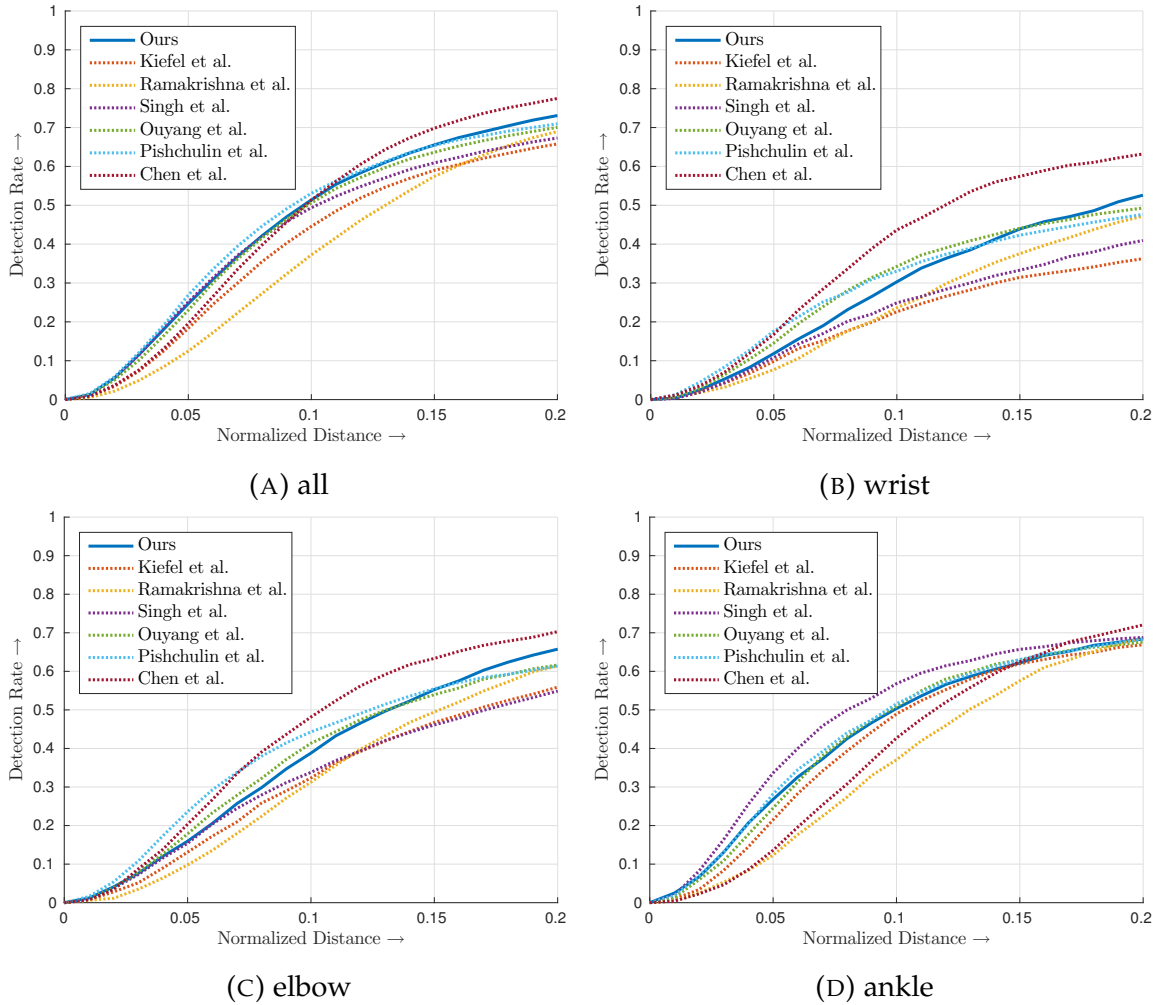 1
0.9
0.8
0.7
0.6
0.5
0.4
0.3
0.2
0.1
0
Detection Rate →
Ours
Kiefel et al.
Ramakrishna et al.
Singh et al.
Ouyang et al.
Pishchulin et al.
Chen et al.
0 0.05 0.1 0.15 0.2
Normalized Distance →
(A) all
1
0.9
0.8
0.7
0.6
0.5
0.4
0.3
0.2
0.1
0
Detection Rate →
Ours
Kiefel et al.
Ramakrishna et al.
Singh et al.
Ouyang et al.
Pishchulin et al.
Chen et al.
0 0.05 0.1 0.15 0.2
Normalized Distance →
(B) wrist
1
0.9
0.8
0.7
0.6
0.5
0.4
0.3
0.2
0.1
0
Detection Rate →
Ours
Kiefel et al.
Ramakrishna et al.
Singh et al.
Ouyang et al.
Pishchulin et al.
Chen et al.
0 0.05 0.1 0.15 0.2
Normalized Distance →
(C) elbow
1
0.9
0.8
0.7
0.6
0.5
0.4
0.3
0.2
0.1
0
Detection Rate →
Ours
Kiefel et al.
Ramakrishna et al.
Singh et al.
Ouyang et al.
Pishchulin et al.
Chen et al.
0 0.05 0.1 0.15 0.2
Normalized Distance →
(D) ankle